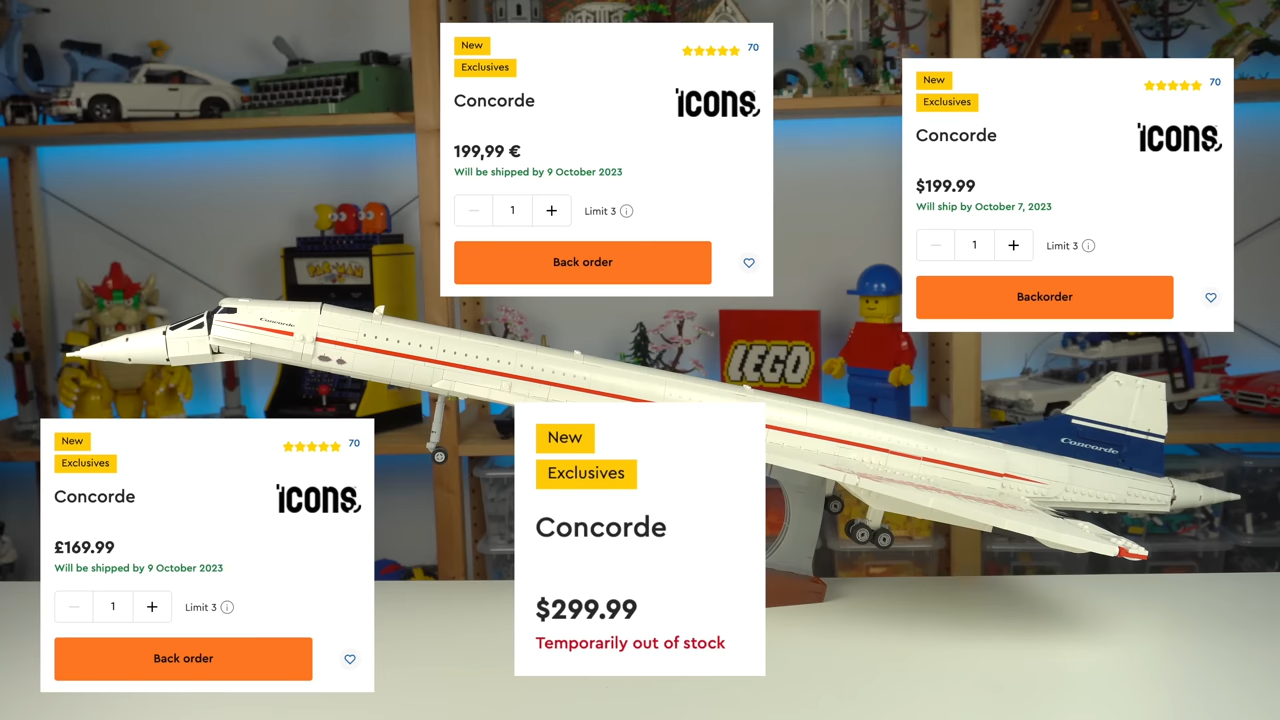 New
70
Exclusives
Concorde
icons
199,99 €
Will be shipped by 9 October 2023
1
Limit 3
Back order
New
70
Exclusives
Concorde
icons
$199.99
Will ship by October 7, 2023
1
Limit 3
Backorder
PAC-MAN
Concorde
LEGO
Concorde
New
70
Exclusives
Concorde
icons
£169.99
Will be shipped by 9 October 2023
1
Limit 3
Back order
New
Exclusives
Concorde
$299.99
Temporarily out of stock